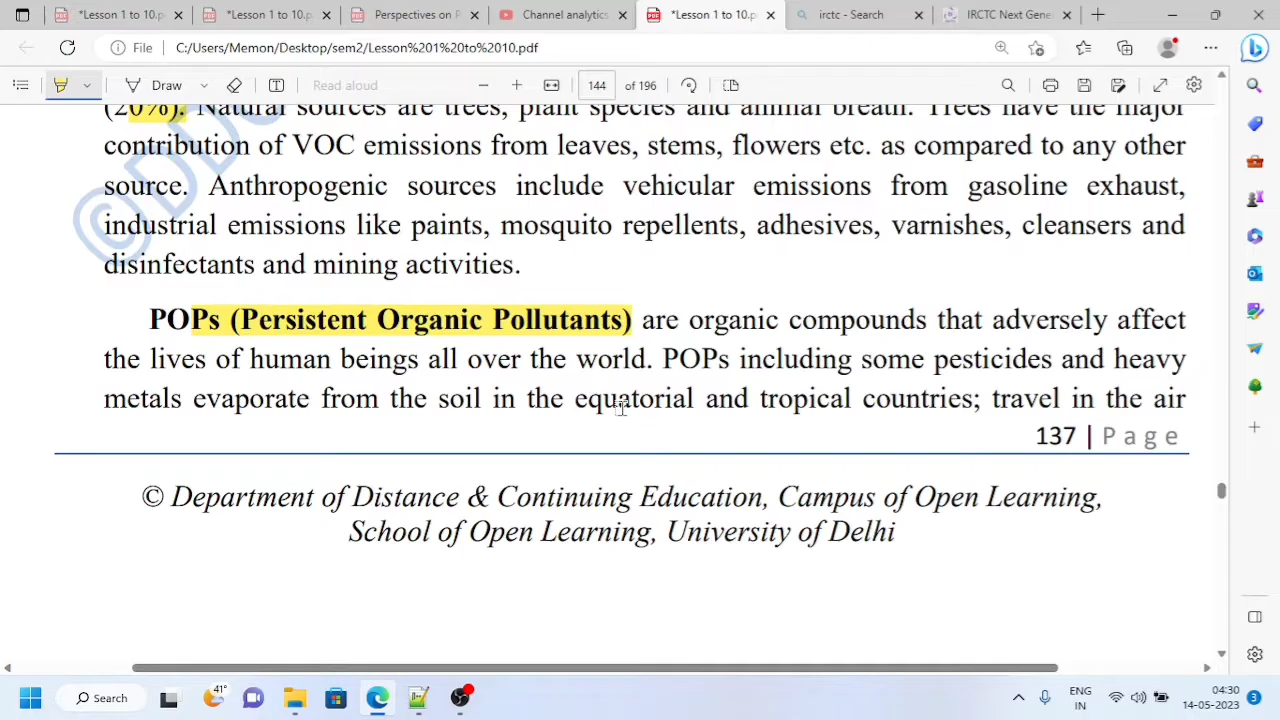 *Lesson 1 to 10.p
*Lesson 1 to 10.p
Perspectives on P
Channel analytics
*Lesson 1 to 10.p
irctc - Search
IRCTC Next Gene
File C:/Users/Memon/Desktop/sem2/Lesson%201%20to%2010.pdf
Draw
Read aloud
144 of 196
(20%). Natural sources are trees, plant species and animal breath. Trees have the major
contribution of VOC emissions from leaves, stems, flowers etc. as compared to any other
source. Anthropogenic sources include vehicular emissions from gasoline exhaust,
industrial emissions like paints, mosquito repellents, adhesives, varnishes, cleansers and
disinfectants and mining activities.
POPs (Persistent Organic Pollutants) are organic compounds that adversely affect
the lives of human beings all over the world. POPs including some pesticides and heavy
metals evaporate from the soil in the equatorial and tropical countries; travel in the air
137 | Page
© Department of Distance & Continuing Education, Campus of Open Learning,
School of Open Learning, University of Delhi
Search
41°
ENG
IN
04:30
14-05-2023
3